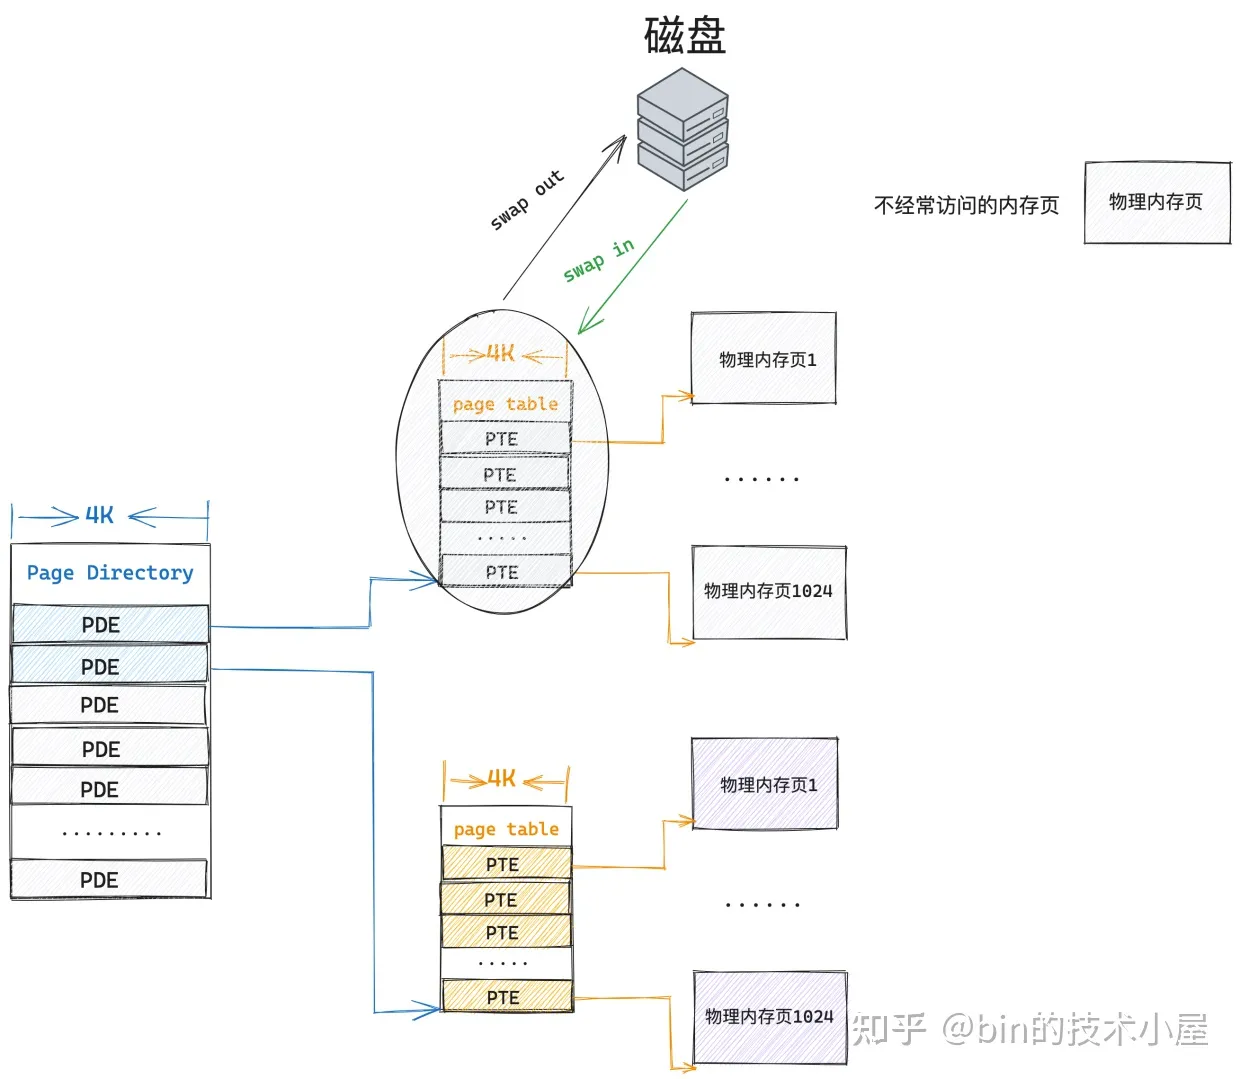 磁盘
swap out
swap in
不经常访问的内存页
物理内存页
4K
page table
PTE
PTE
PTE
.....
PTE
物理内存页1
......
物理内存页1024
4K
Page Directory
PDE
PDE
PDE
PDE
PDE
.........
PDE
4K
page table
PTE
PTE
PTE
.....
PTE
物理内存页1
......
物理内存页1024
知乎 @bin的技术小屋